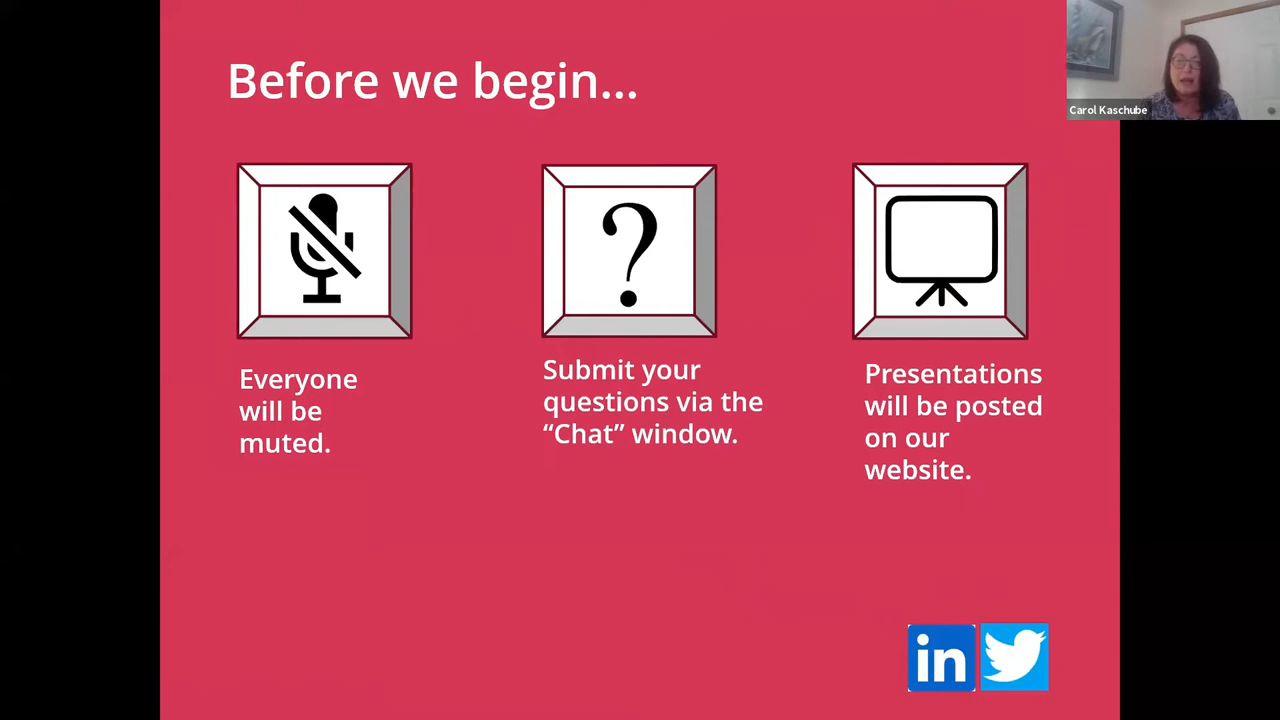 Before we begin...
Carol Kaschube
?
Everyone
will be
muted.
Submit your
questions via the
“Chat” window.
Presentations
will be posted
on our
website.
in